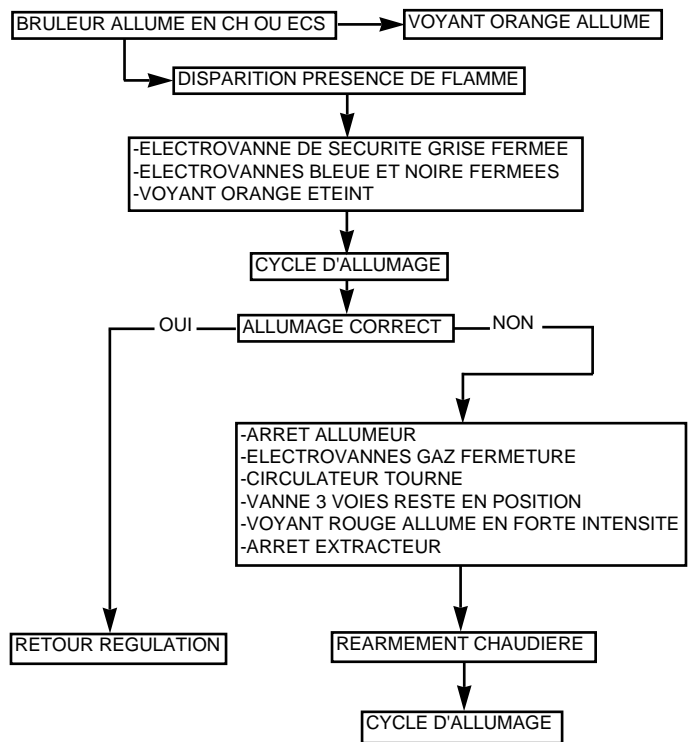 BRULEUR ALLUME EN CH OU ECS
VOYANT ORANGE ALLUME
DISPARITION PRESENCE DE FLAMME
-ELECTROVANNE DE SECURITE GRISE FERMEE
-ELECTROVANNES BLEUE ET NOIRE FERMEES
-VOYANT ORANGE ETEINT
CYCLE D'ALLUMAGE
OUI
ALLUMAGE CORRECT
NON
-ARRET ALLUMEUR
-ELECTROVANNES GAZ FERMETURE
-CIRCULATEUR TOURNE
-VANNE 3 VOIES RESTE EN POSITION
-VOYANT ROUGE ALLUME EN FORTE INTENSITE
-ARRET EXTRACTEUR
RETOUR REGULATION
REARMEMENT CHAUDIERE
CYCLE D'ALLUMAGE